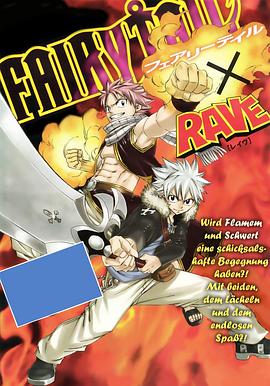 FAIRY TAIL
フェアリーテイル
×
RAVE
[レイヴ]
Wird Flamem
und Schwert
eine schicksals-
hafte Begegnung
haben?!
Mit beiden,
dem Lächeln
und dem
endlosen
Spaß?!